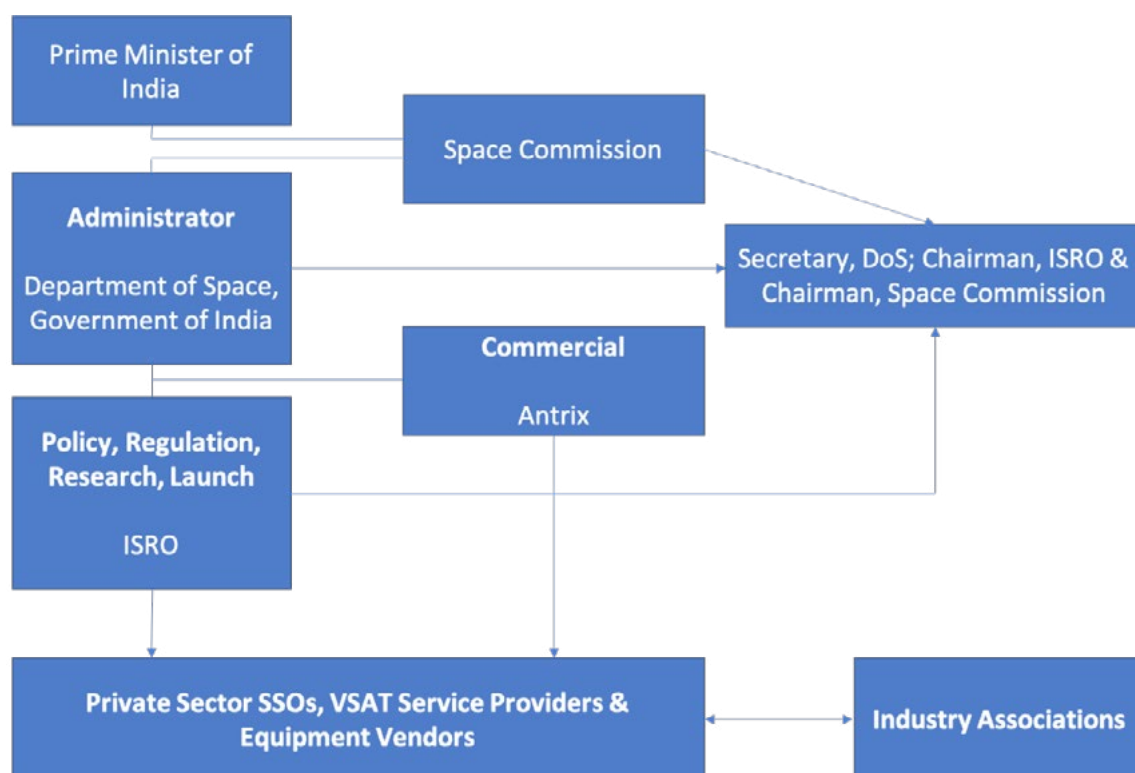 Prime Minister of
India
Space Commission
Administrator
Department of Space,
Government of India
Secretary, DoS; Chairman, ISRO &
Chairman, Space Commission
Commercial
Antrix
Policy, Regulation,
Research, Launch
ISRO
Private Sector SSOs, VSAT Service Providers &
Equipment Vendors
Industry Associations